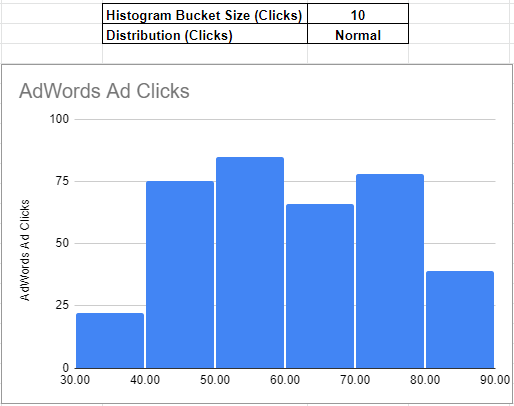 Histogram Bucket Size (Clicks) 10
Distribution (Clicks) Normal
AdWords Ad Clicks
100
75
50
25
0
AdWords Ad Clicks
30.00 40.00 50.00 60.00 70.00 80.00 90.00